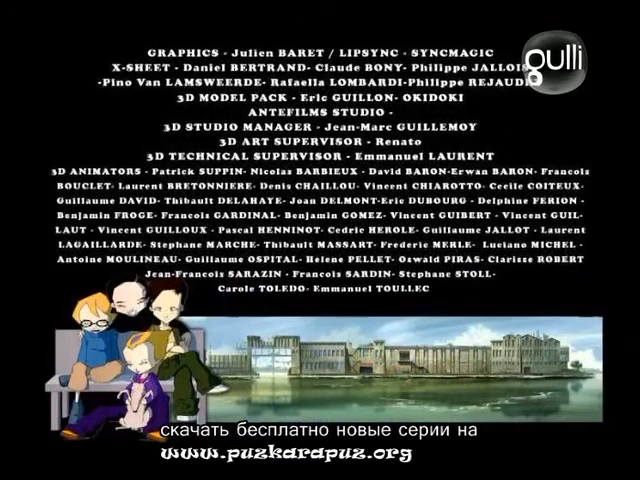 gulli
GRAPHICS - Julien BARET / LIPSYNC - SYNCMAGIC
X-SHEET - Daniel BERTRAND- Claude BONY- Philippe JALLOIS
-Pino Van LAMSWEERDE- Rafaella LOMBARDI-Philippe REJAUD
3D MODEL PACK - Eric GUILLON- OKIDOKI
ANTEFILMS STUDIO -
3D STUDIO MANAGER - Jean-Marc GUILLEMOY
3D ART SUPERVISOR - Renato
3D TECHNICAL SUPERVISOR - Emmanuel LAURENT
3D ANIMATORS - Patrick SUPPIN- Nicolas BARBIEUX - David BARON-Erwan BARON- Francois
BOUCLET- Laurent BRETONNIERE- Denis CHAILLOU- Vincent CHIAROTTO- Cecile COITEUX-
Guillaume DAVID- Thibault DELAHAYE- Joan DELMONT-Eric DUBOURG - Delphine FERION -
Benjamin FROGE- Francois GARDINAL- Benjamin GOMEZ- Vincent GUIBERT - Vincent GUIL-
LAUT - Vincent GUILLOUX - Pascal HENNINOT- Cedric HEROLE- Guillaume JALLOT - Laurent
LAGAILLARDE- Stephane MARCHE- Thibault MASSART- Frederic MERLE- Luciano MICHEL -
Antoine MOULINEAU- Guillaume OSPITAL- Helene PELLET- Oswald PIRAS- Clarisse ROBERT
Jean-Francois SARAZIN - Francois SARDIN- Stephane STOLL-
Carole TOLEDO- Emmanuel TOULLEC
скачать бесплатно новые серии на
www.puzkarapuz.org